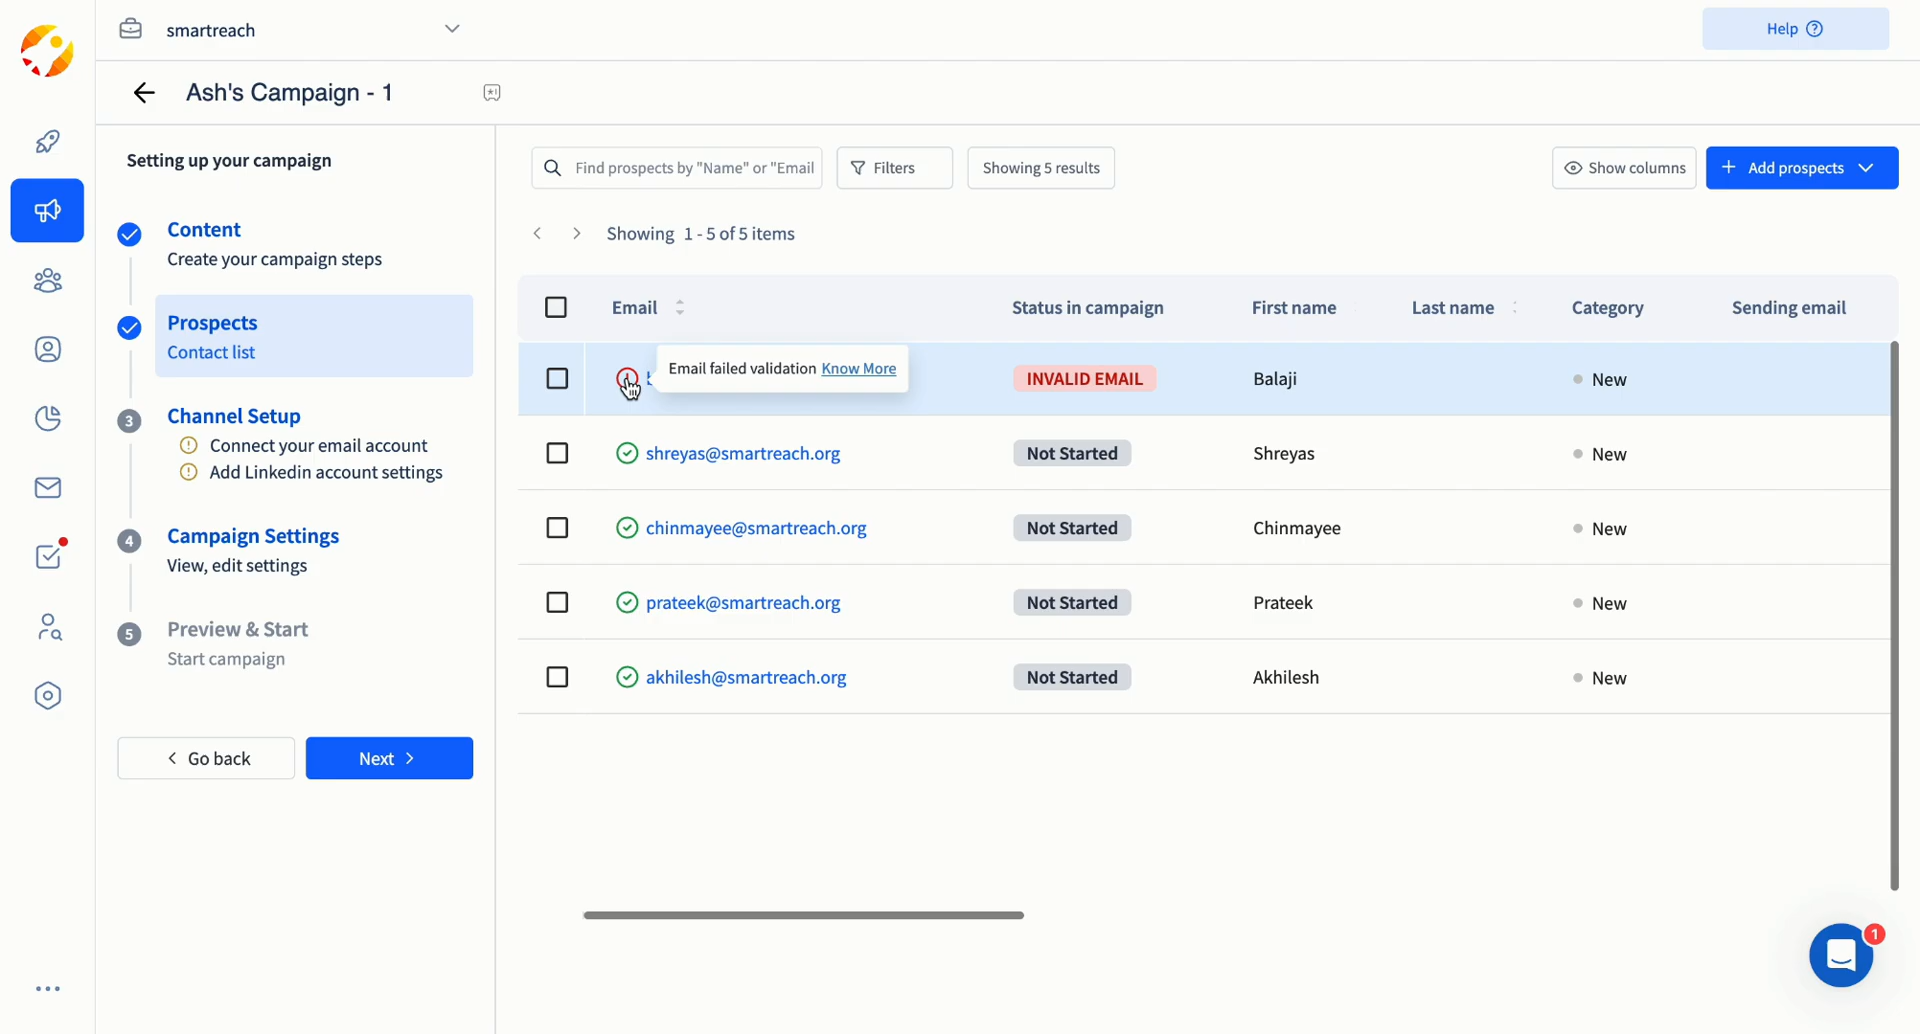 smartreach
Help
Ash's Campaign - 1
Setting up your campaign
Content
Create your campaign steps
Prospects
Contact list
3
Channel Setup
Connect your email account
Add Linkedin account settings
4
Campaign Settings
View, edit settings
5
Preview & Start
Start campaign
Go back
Next
Find prospects by "Name" or "Email
Filters
Showing 5 results
Show columns
Add prospects
Showing 1 - 5 of 5 items
Email Status in campaign First name Last name Category Sending email
Email failed validation Know More
INVALID EMAIL Balaji New
shreyas@smartreach.org Not Started Shreyas New
chinmayee@smartreach.org Not Started Chinmayee New
prateek@smartreach.org Not Started Prateek New
akhilesh@smartreach.org Not Started Akhilesh New
1